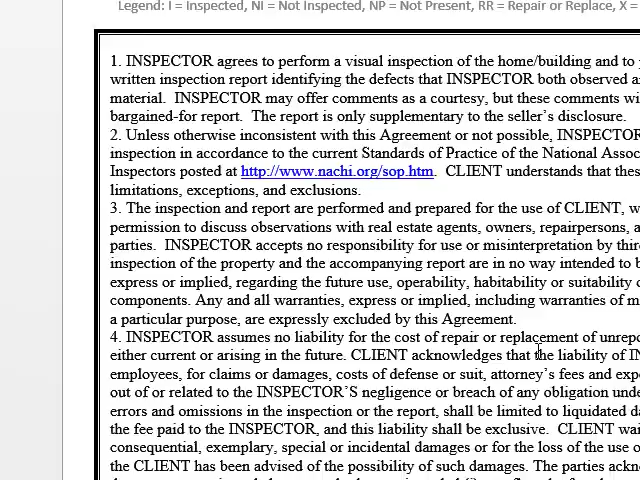 Legend: I = Inspected, NI = Not Inspected, NP = Not Present, RR = Repair or Replace, X =
1. INSPECTOR agrees to perform a visual inspection of the home/building and to
written inspection report identifying the defects that INSPECTOR both observed
material.  INSPECTOR may offer comments as a courtesy, but these comments
bargained-for report.  The report is only supplementary to the seller's disclosure.
2. Unless otherwise inconsistent with this Agreement or not possible, INSPECTOR
inspection in accordance to the current Standards of Practice of the National
Inspectors posted at http://www.nachi.org/sop.htm.  CLIENT understands that
limitations, exceptions, and exclusions.
3. The inspection and report are performed and prepared for the use of CLIENT,
permission to discuss observations with real estate agents, owners, repairpersons,
parties.  INSPECTOR accepts no responsibility for use or misinterpretation by
inspection of the property and the accompanying report are in no way intended to
express or implied, regarding the future use, operability, habitability or suitability
components. Any and all warranties, express or implied, including warranties of
a particular purpose, are expressly excluded by this Agreement.
4. INSPECTOR assumes no liability for the cost of repair or replacement of
either current or arising in the future. CLIENT acknowledges that the liability of
employees, for claims or damages, costs of defense or suit, attorney's fees and
out of or related to the INSPECTOR'S negligence or breach of any obligation
errors and omissions in the inspection or the report, shall be limited to liquidated
the fee paid to the INSPECTOR, and this liability shall be exclusive.  CLIENT
consequential, exemplary, special or incidental damages or for the loss of the use
the CLIENT has been advised of the possibility of such damages. The parties